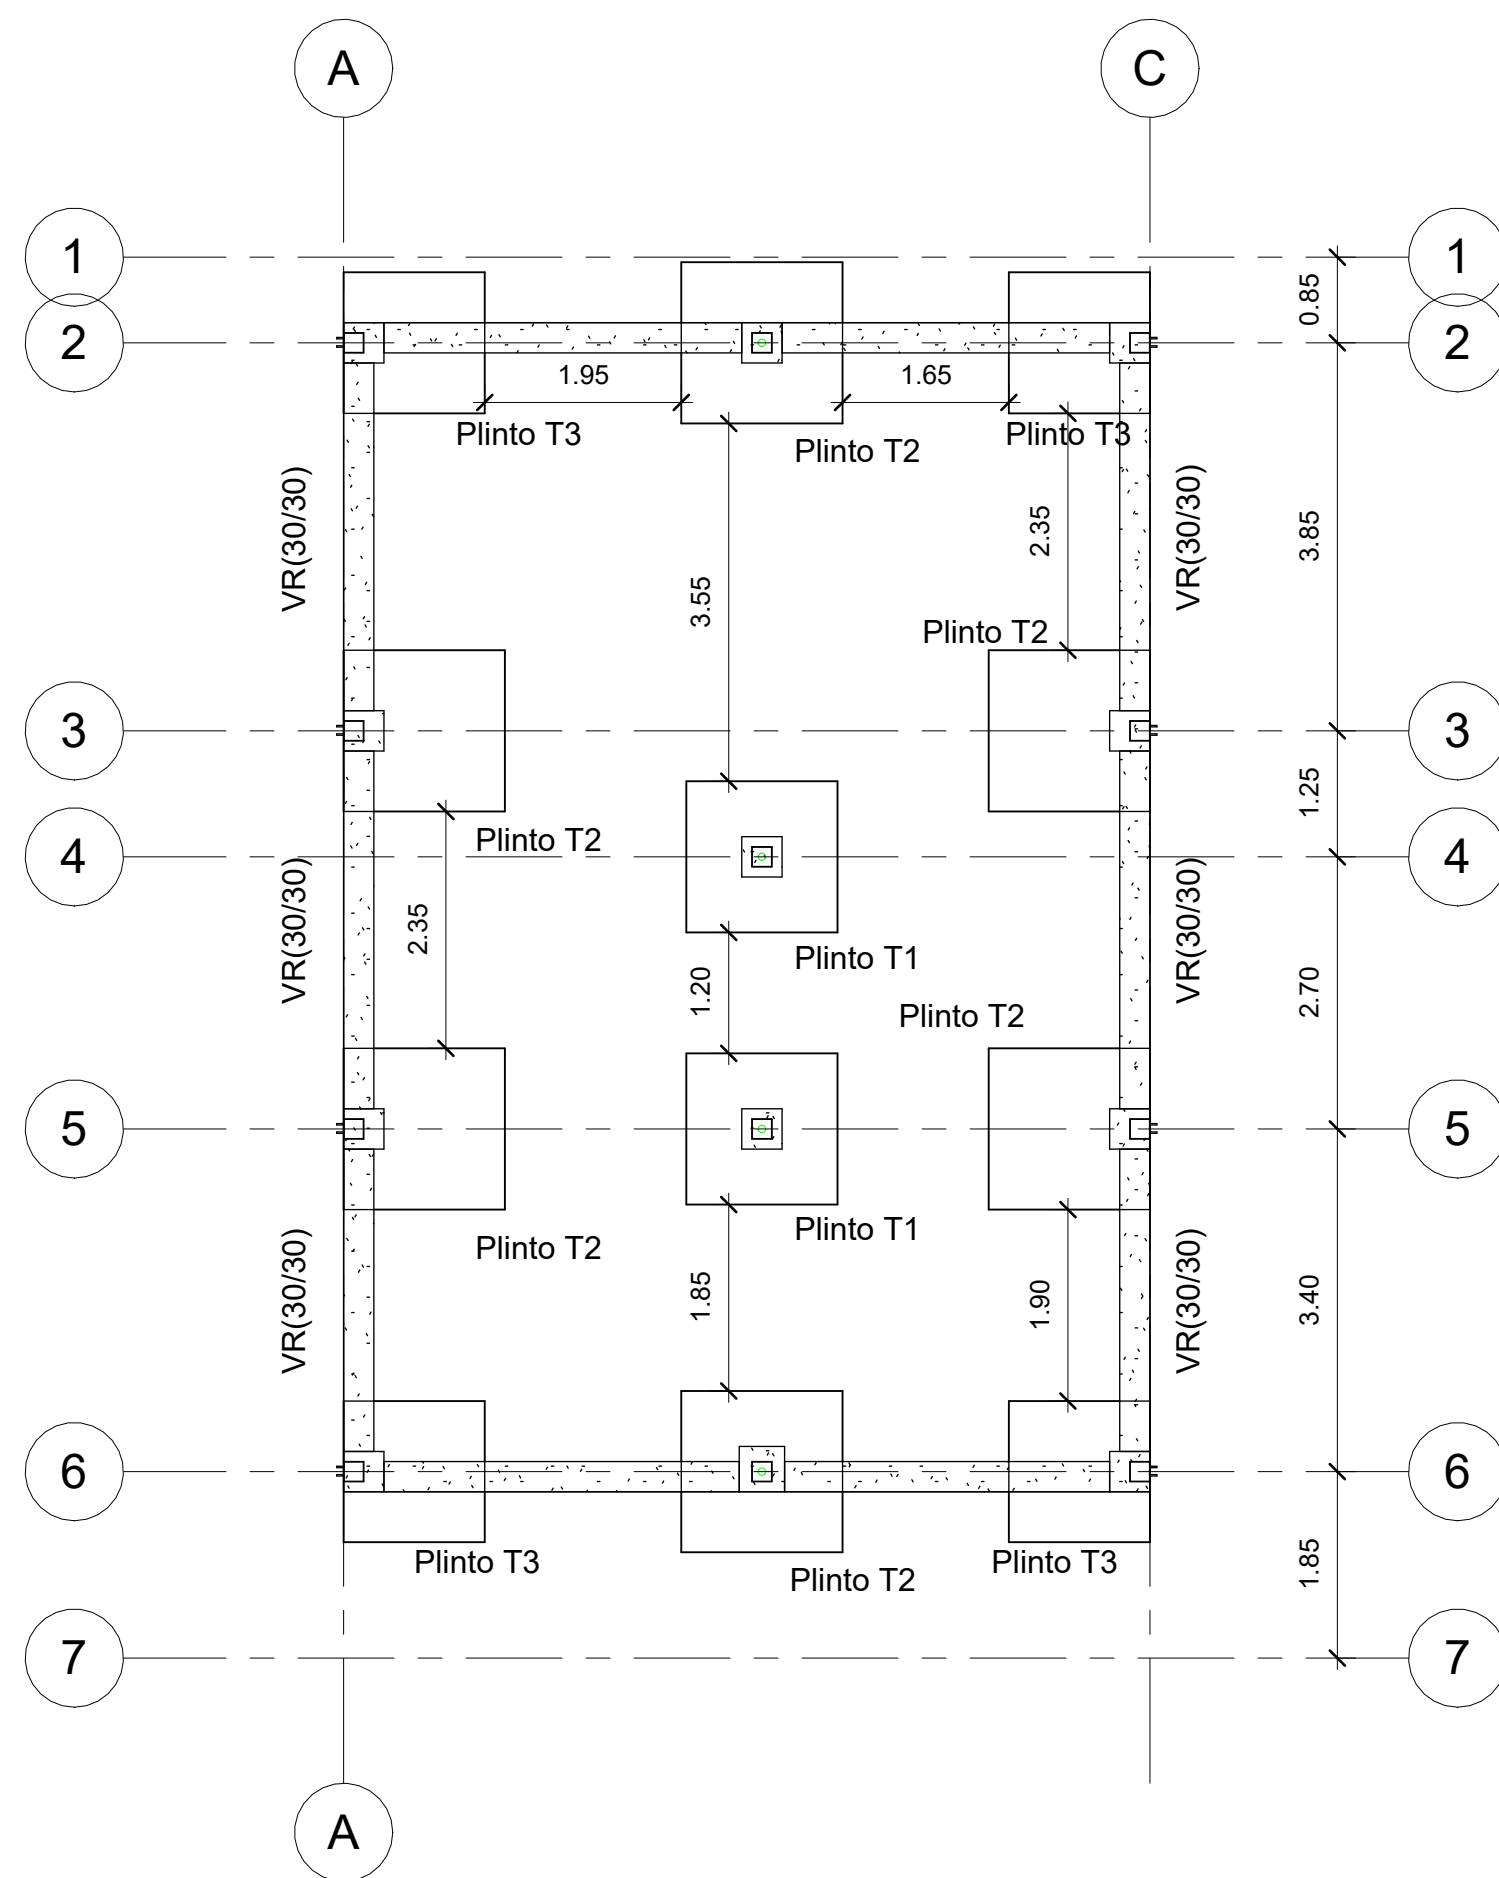 A
C
1
1
0.85
2
2
1.95
1.65
Plinto T3
Plinto T2
Plinto T3
VR(30/30)
VR(30/30)
2.35
3.85
3.55
Plinto T2
3
3
1.25
Plinto T2
4
4
VR(30/30)
VR(30/30)
2.35
Plinto T1
1.20
2.70
Plinto T2
5
5
Plinto T1
Plinto T2
VR(30/30)
VR(30/30)
1.85
1.90
3.40
6
6
Plinto T3
Plinto T2
Plinto T3
1.85
7
7
A